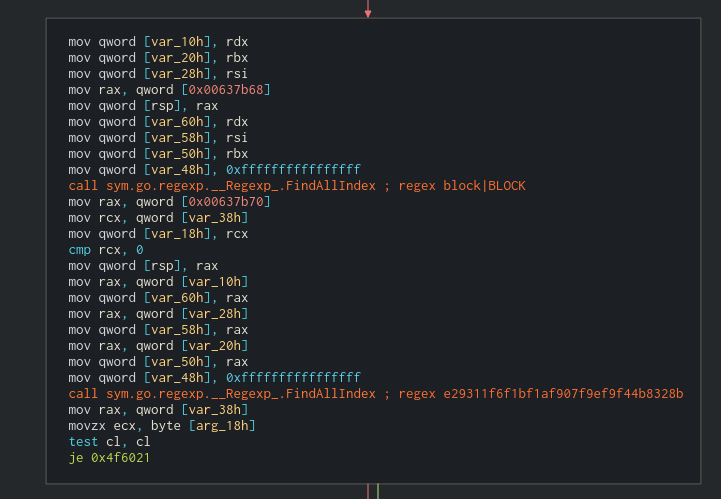 mov qword [var_10h], rdx
mov qword [var_20h], rbx
mov qword [var_28h], rsi
mov rax, qword [0x00637b68]
mov qword [rsp], rax
mov qword [var_60h], rdx
mov qword [var_58h], rsi
mov qword [var_50h], rbx
mov qword [var_48h], 0xffffffffffffffff
call sym.go.regexp.__Regexp_.FindAllIndex ; regex block|BLOCK
mov rax, qword [0x00637b70]
mov rcx, qword [var_38h]
mov qword [var_18h], rcx
cmp rcx, 0
mov qword [rsp], rax
mov rax, qword [var_10h]
mov qword [var_60h], rax
mov rax, qword [var_28h]
mov qword [var_58h], rax
mov rax, qword [var_20h]
mov qword [var_50h], rax
mov qword [var_48h], 0xffffffffffffffff
call sym.go.regexp.__Regexp_.FindAllIndex ; regex e29311f6f1bf1af907f9ef9f44b8328b
mov rax, qword [var_38h]
movzx ecx, byte [arg_18h]
test cl, cl
je 0x4f6021